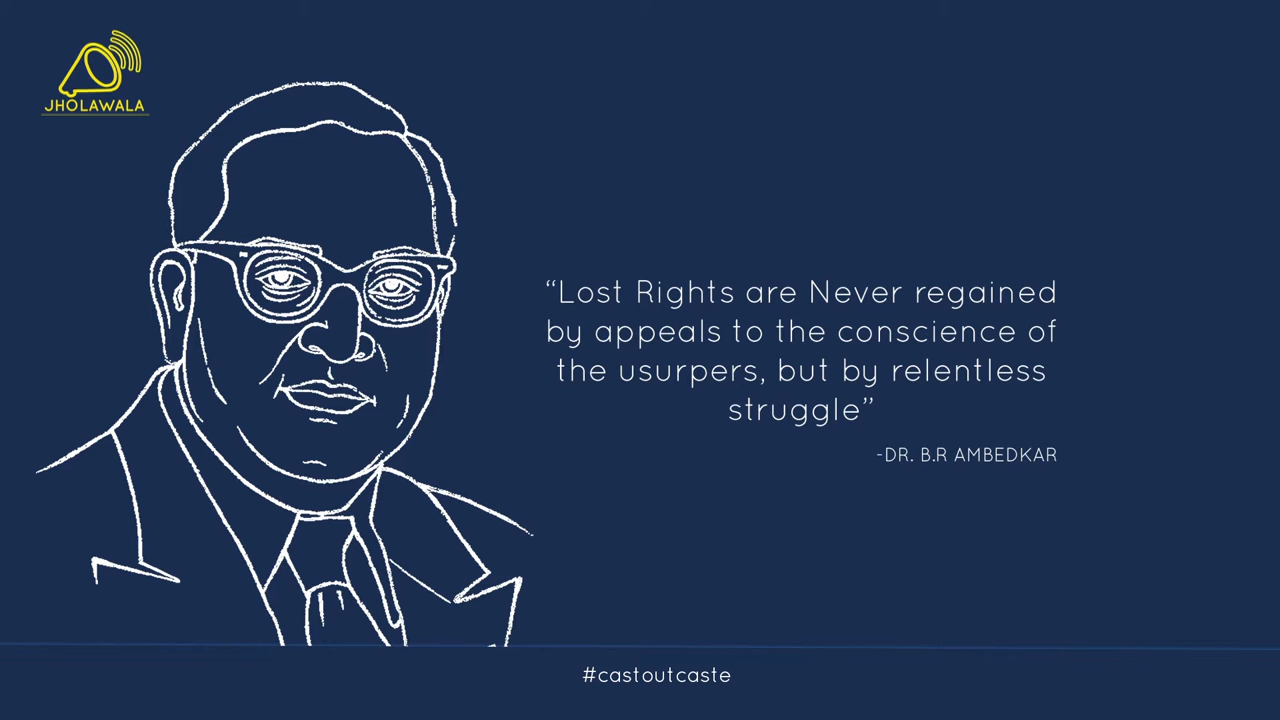 JHOLAWALA
“Lost Rights are Never regained
by appeals to the conscience of
the usurpers, but by relentless
struggle”
-DR. B.R AMBEDKAR
#castoutcaste